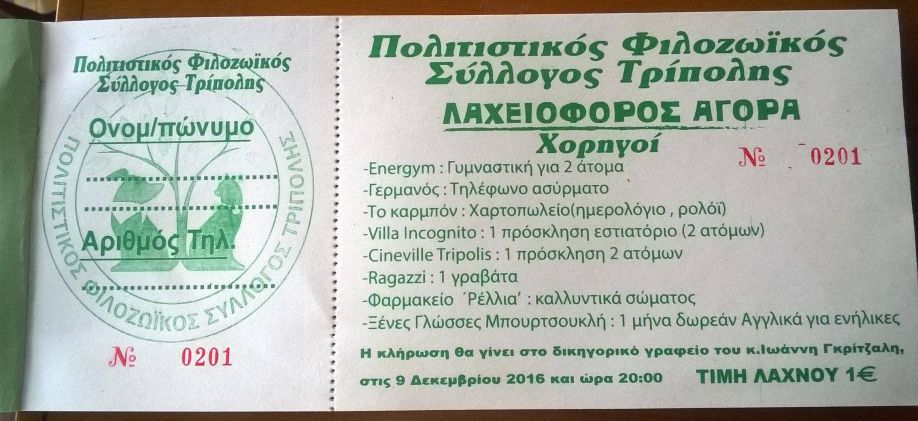 Πολιτιστικός Φιλοζωϊκός
Σύλλογος Τρίπολης
Ονομ/πώνυμο
Αριθμός Τηλ.
ΠΟΛΙΤΙΣΤΙΚΟΣ ΦΙΛΟΖΩΪΚΟΣ ΣΥΛΛΟΓΟΣ ΤΡΙΠΟΛΗΣ
№ 0201
Πολιτιστικός Φιλοζωϊκός
Σύλλογος Τρίπολης
ΛΑΧΕΙΟΦΟΡΟΣ ΑΓΟΡΑ
Χορηγοί
№ 0201
-Energym : Γυμναστική για 2 άτομα
-Γερμανός : Τηλέφωνο ασύρματο
-Το καρμπόν : Χαρτοπωλείο(ημερολόγιο , ρολόϊ)
-Villa Incognito : 1 πρόσκληση εστιατόριο (2 ατόμων)
-Cineville Tripolis : 1 πρόσκληση 2 ατόμων
-Ragazzi : 1 γραβάτα
-Φαρμακείο ΄Ρέλλια΄ : καλλυντικά σώματος
-Ξένες Γλώσσες Μπουρτσουκλή : 1 μήνα δωρεάν Αγγλικά για ενήλικες
Η κλήρωση θα γίνει στο δικηγορικό γραφείο του κ.Ιωάννη Γκρίτζαλη,
στις 9 Δεκεμβρίου 2016 και ώρα 20:00 ΤΙΜΗ ΛΑΧΝΟΥ 1€